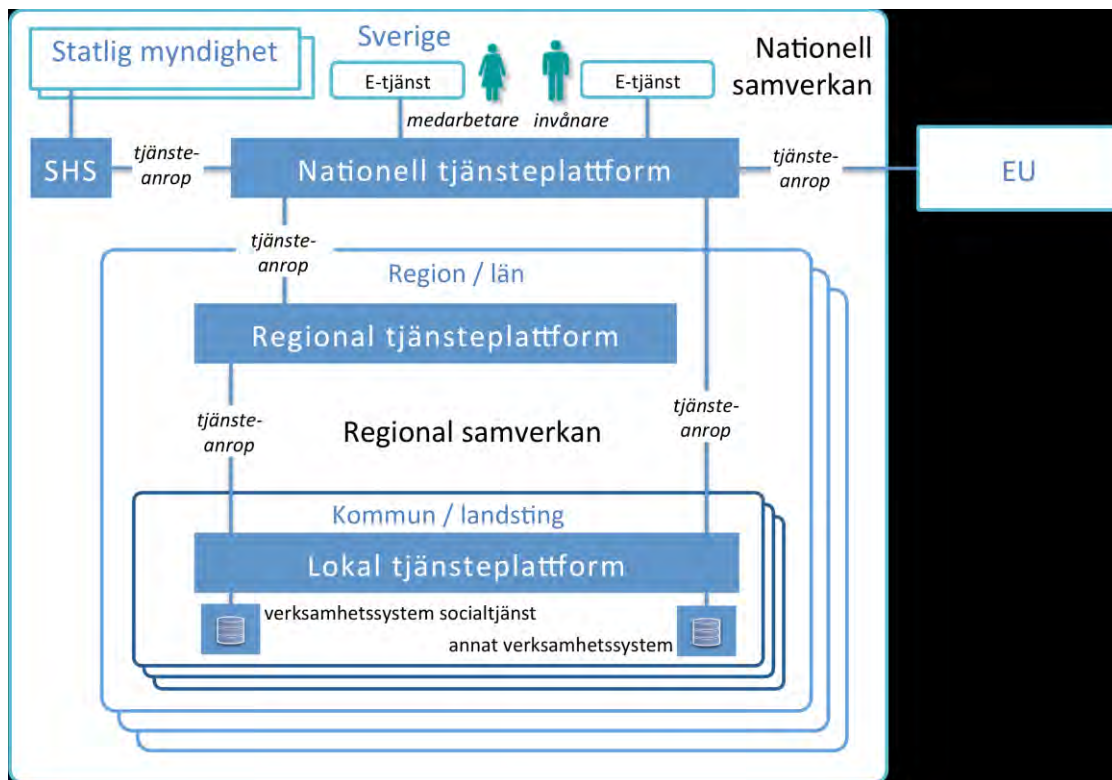 Statlig myndighet
Sverige
Nationell
samverkan
E-tjänst
E-tjänst
medarbetare
invånare
SHS
tjänste-
anrop
Nationell tjänsteplattform
tjänste-
anrop
EU
tjänste-
anrop
Region / län
Regional tjänsteplattform
tjänste-
anrop
Regional samverkan
tjänste-
anrop
Kommun / landsting
Lokal tjänsteplattform
verksamhetssystem socialtjänst
annat verksamhetssystem